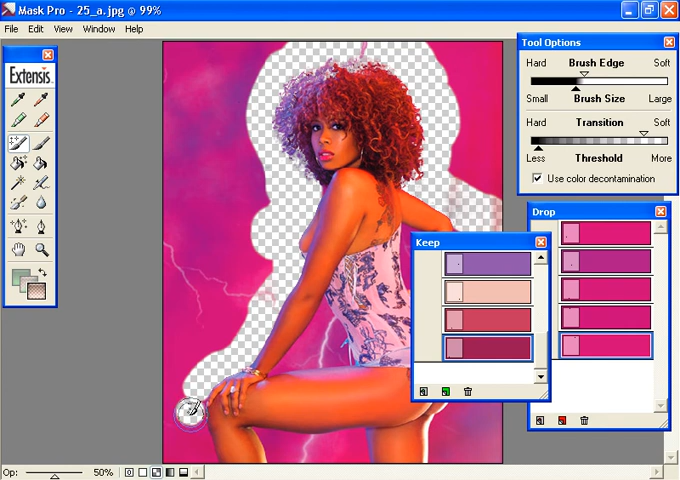 Mask Pro - 25_a.jpg @ 99%
File Edit View Window Help
Extensis
Tool Options
Hard Brush Edge Soft
Small Brush Size Large
Hard Transition Soft
Less Threshold More
Use color decontamination
Drop
Keep
Op: 50%